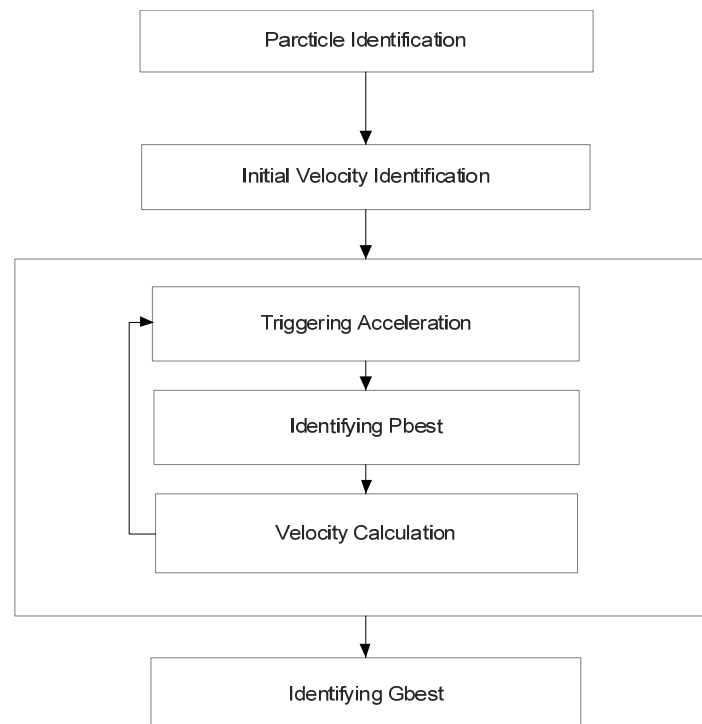 Parcticle Identification
Initial Velocity Identification
Triggering Acceleration
Identifying Pbest
Velocity Calculation
Identifying Gbest